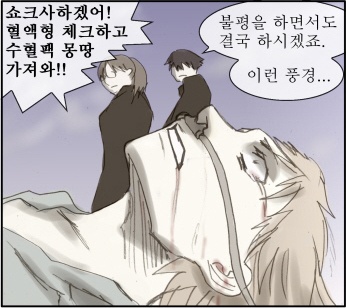 쇼크사하겠어!
혈액형 체크하고
수혈팩 몽땅
가져와!!
불평을 하면서도
결국 하시겠죠.
이런 풍경...